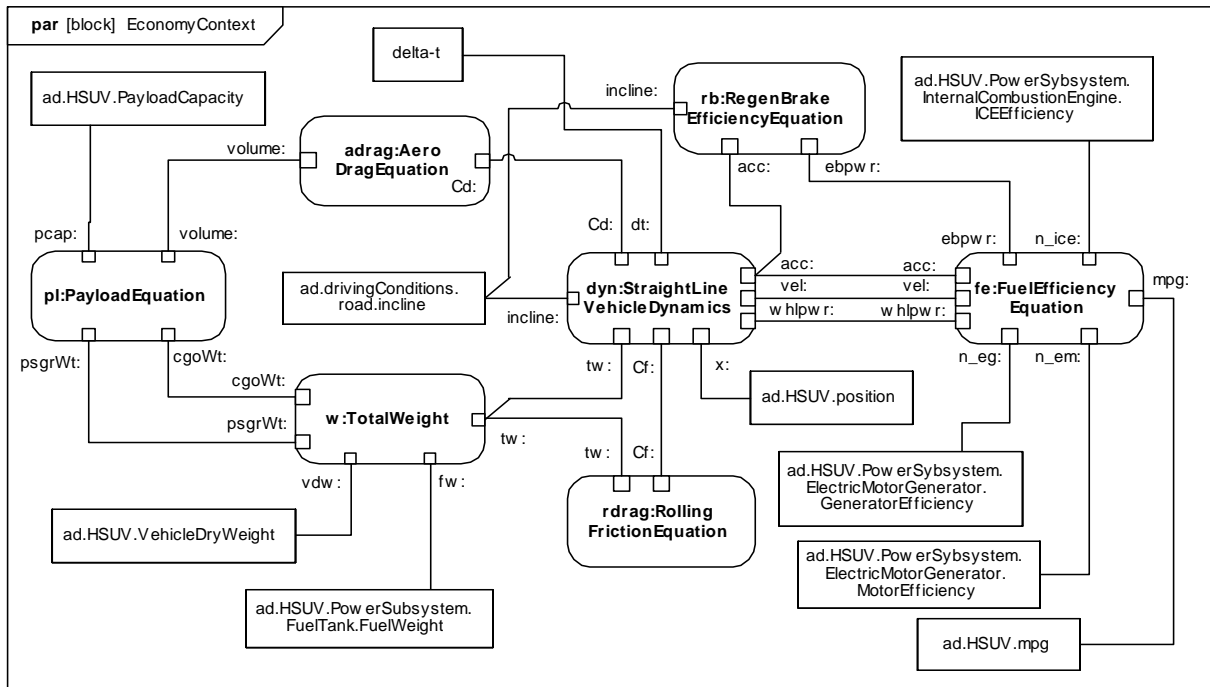 par [block] EconomyContext
delta-t
ad.HSUV.PayloadCapacity
ad.HSUV.PowerSybsystem.
InternalCombustionEngine.
ICEEfficiency
incline:
rb:RegenBrake
EfficiencyEquation
volume:
adrag:Aero
DragEquation
Cd:
acc:
ebpwr:
pcap:
volume:
Cd:
dt:
ebpwr:
n_ice:
pl:PayloadEquation
ad.drivingConditions.
road.incline
incline:
dyn:StraightLine
VehicleDynamics
acc:
vel:
whlpwr:
acc:
vel:
whlpwr:
fe:FuelEfficiency
Equation
mpg:
psgrWt:
cgoWt:
tw:
Cf:
x:
n_eg:
n_em:
cgoWt:
psgrWt:
w:TotalWeight
tw:
ad.HSUV.position
vdw:
fw:
tw:
Cf:
ad.HSUV.PowerSybsystem.
ElectricMotorGenerator.
GeneratorEfficiency
ad.HSUV.VehicleDryWeight
rdrag:Rolling
FrictionEquation
ad.HSUV.PowerSybsystem.
ElectricMotorGenerator.
MotorEfficiency
ad.HSUV.PowerSubsystem.
FuelTank.FuelWeight
ad.HSUV.mpg